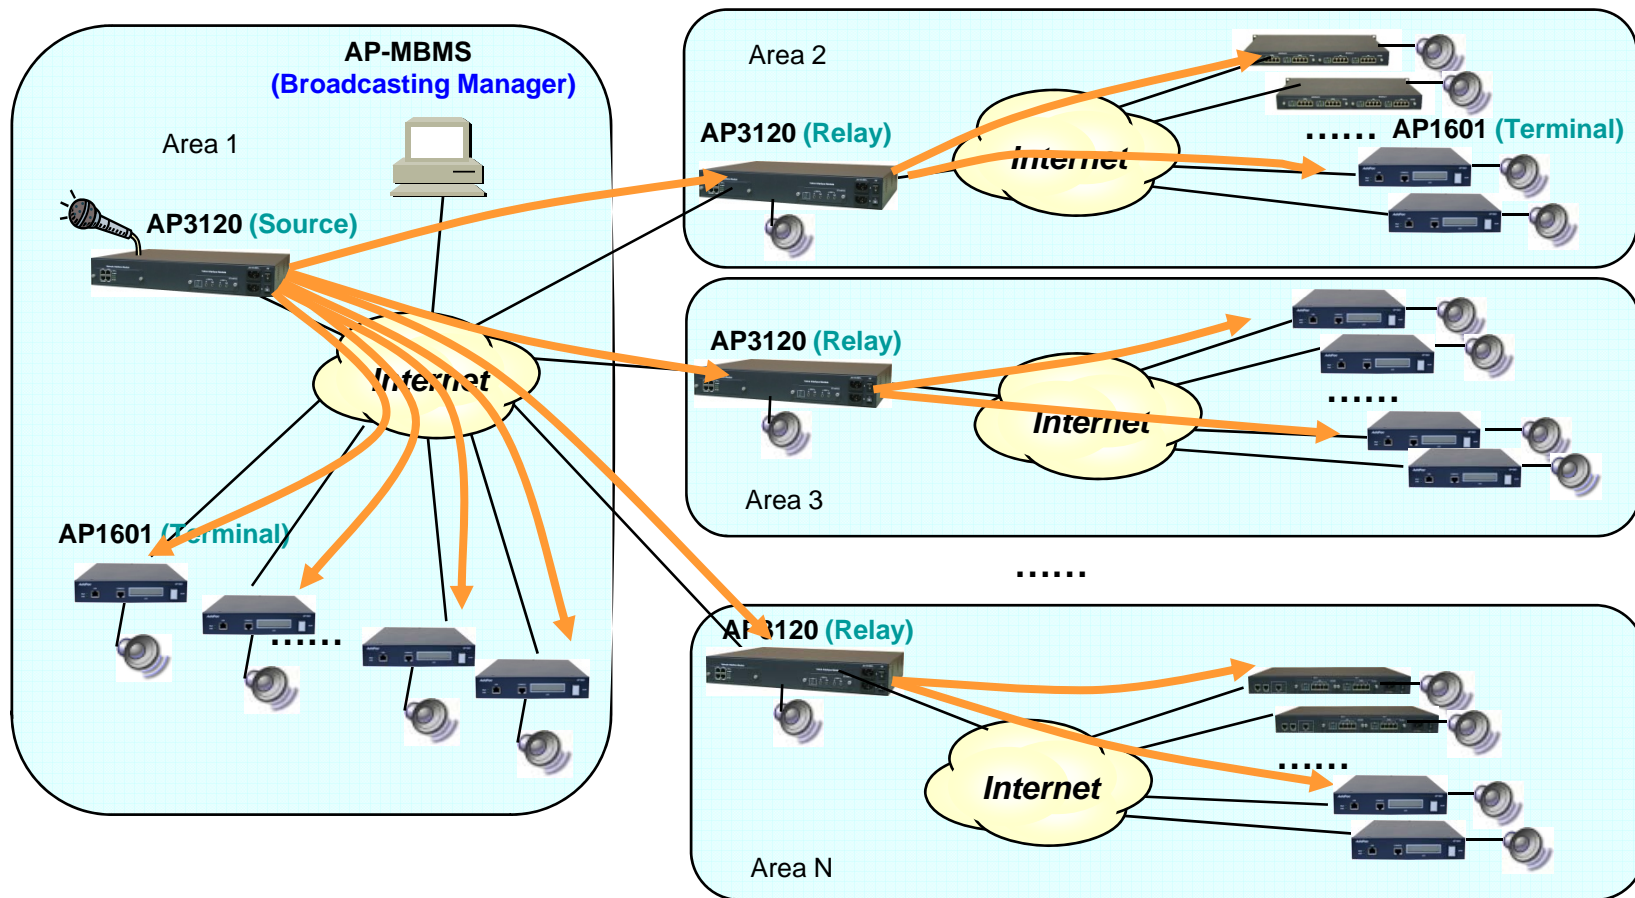 AP-MBMS
(Broadcasting Manager)
Area 1
AP3120 (Source)
Internet
AP1601 (Terminal)
......
Area 2
AP3120 (Relay)
Internet
...... AP1601 (Terminal)
AP3120 (Relay)
Internet
......
Area 3
......
AP3120 (Relay)
Internet
......
Area N